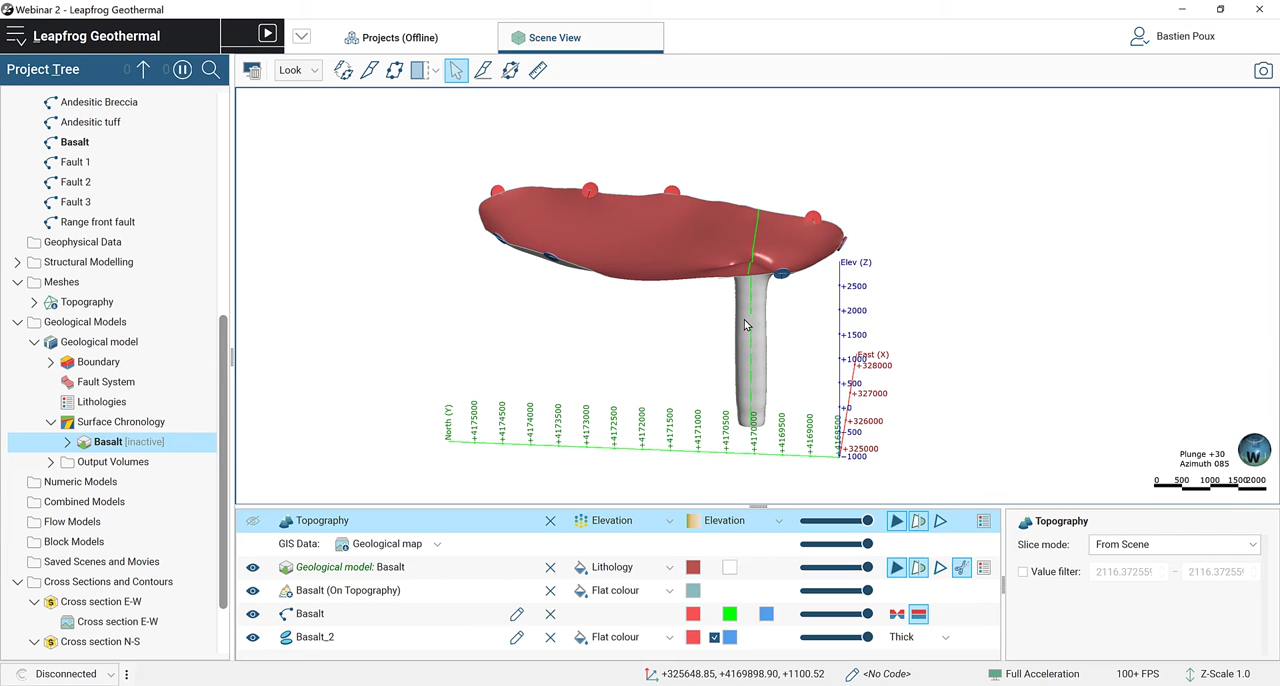 Webinar 2 - Leapfrog Geothermal
Leapfrog Geothermal
Projects (Offline)
Scene View
Bastien Poux
Project Tree
0
0
Look
Andesitic Breccia
Andesitic tuff
Basalt
Fault 1
Fault 2
Fault 3
Range front fault
Geophysical Data
Structural Modelling
Meshes
Topography
Geological Models
Geological model
Boundary
Fault System
Lithologies
Surface Chronology
Basalt [inactive]
Output Volumes
Numeric Models
Combined Models
Flow Models
Block Models
Saved Scenes and Movies
Cross Sections and Contours
Cross section E-W
Cross section E-W
Cross section N-S
Elev (Z)
+2500
+2000
+1500
+1000
+500
+0
-500
-1000
East (X)
+328000
+327000
+326000
+325000
North (Y)
+4175000
+4174500
+4174000
+4173500
+4173000
+4172500
+4172000
+4171500
+4171000
+4170500
+4170000
+4169500
+4169000
+4168500
Plunge +30
Azimuth 085
W
0 500 1000 1500 2000
Topography Elevation Elevation
GIS Data: Geological map
Geological model: Basalt Lithology
Basalt (On Topography) Flat colour
Basalt
Basalt_2 Flat colour Thick
Topography
Slice mode: From Scene
Value filter: 2116.37255 - 2116.37255
Disconnected
+325648.85, +4169898.90, +1100.52
<No Code>
Full Acceleration
100+ FPS
Z-Scale 1.0